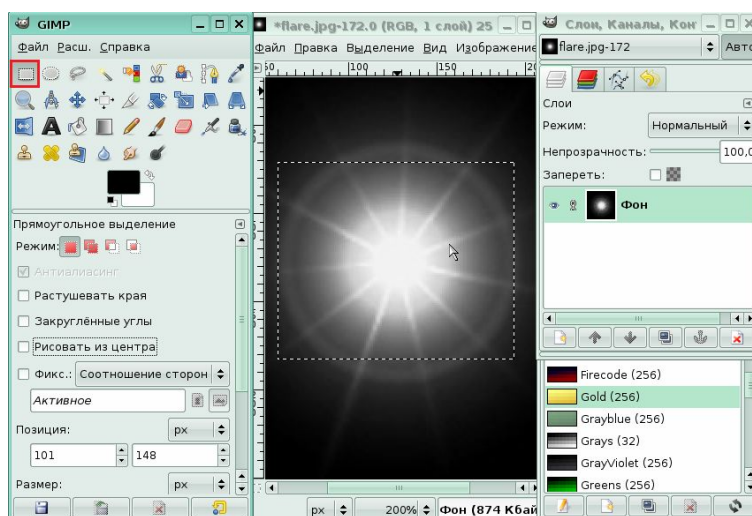 GIMP
Файл Расш. Справка
Прямоугольное выделение
Режим:
Антиалиасинг
Растушевать края
Закруглённые углы
Рисовать из центра
Фикс.: Соотношение сторон
Активное
Позиция: px
101 148
Размер: px
*flare.jpg-172.0 (RGB, 1 слой) 25
Файл Правка Выделение Вид Изображение
50 100 150 20
px 200% Фон (874 Кбай
Слои, Каналы, Кон
flare.jpg-172 Авто
Слои
Режим: Нормальный
Непрозрачность: 100,0
Запереть:
Фон
Firecode (256)
Gold (256)
Grayblue (256)
Grays (32)
GrayViolet (256)
Greens (256)